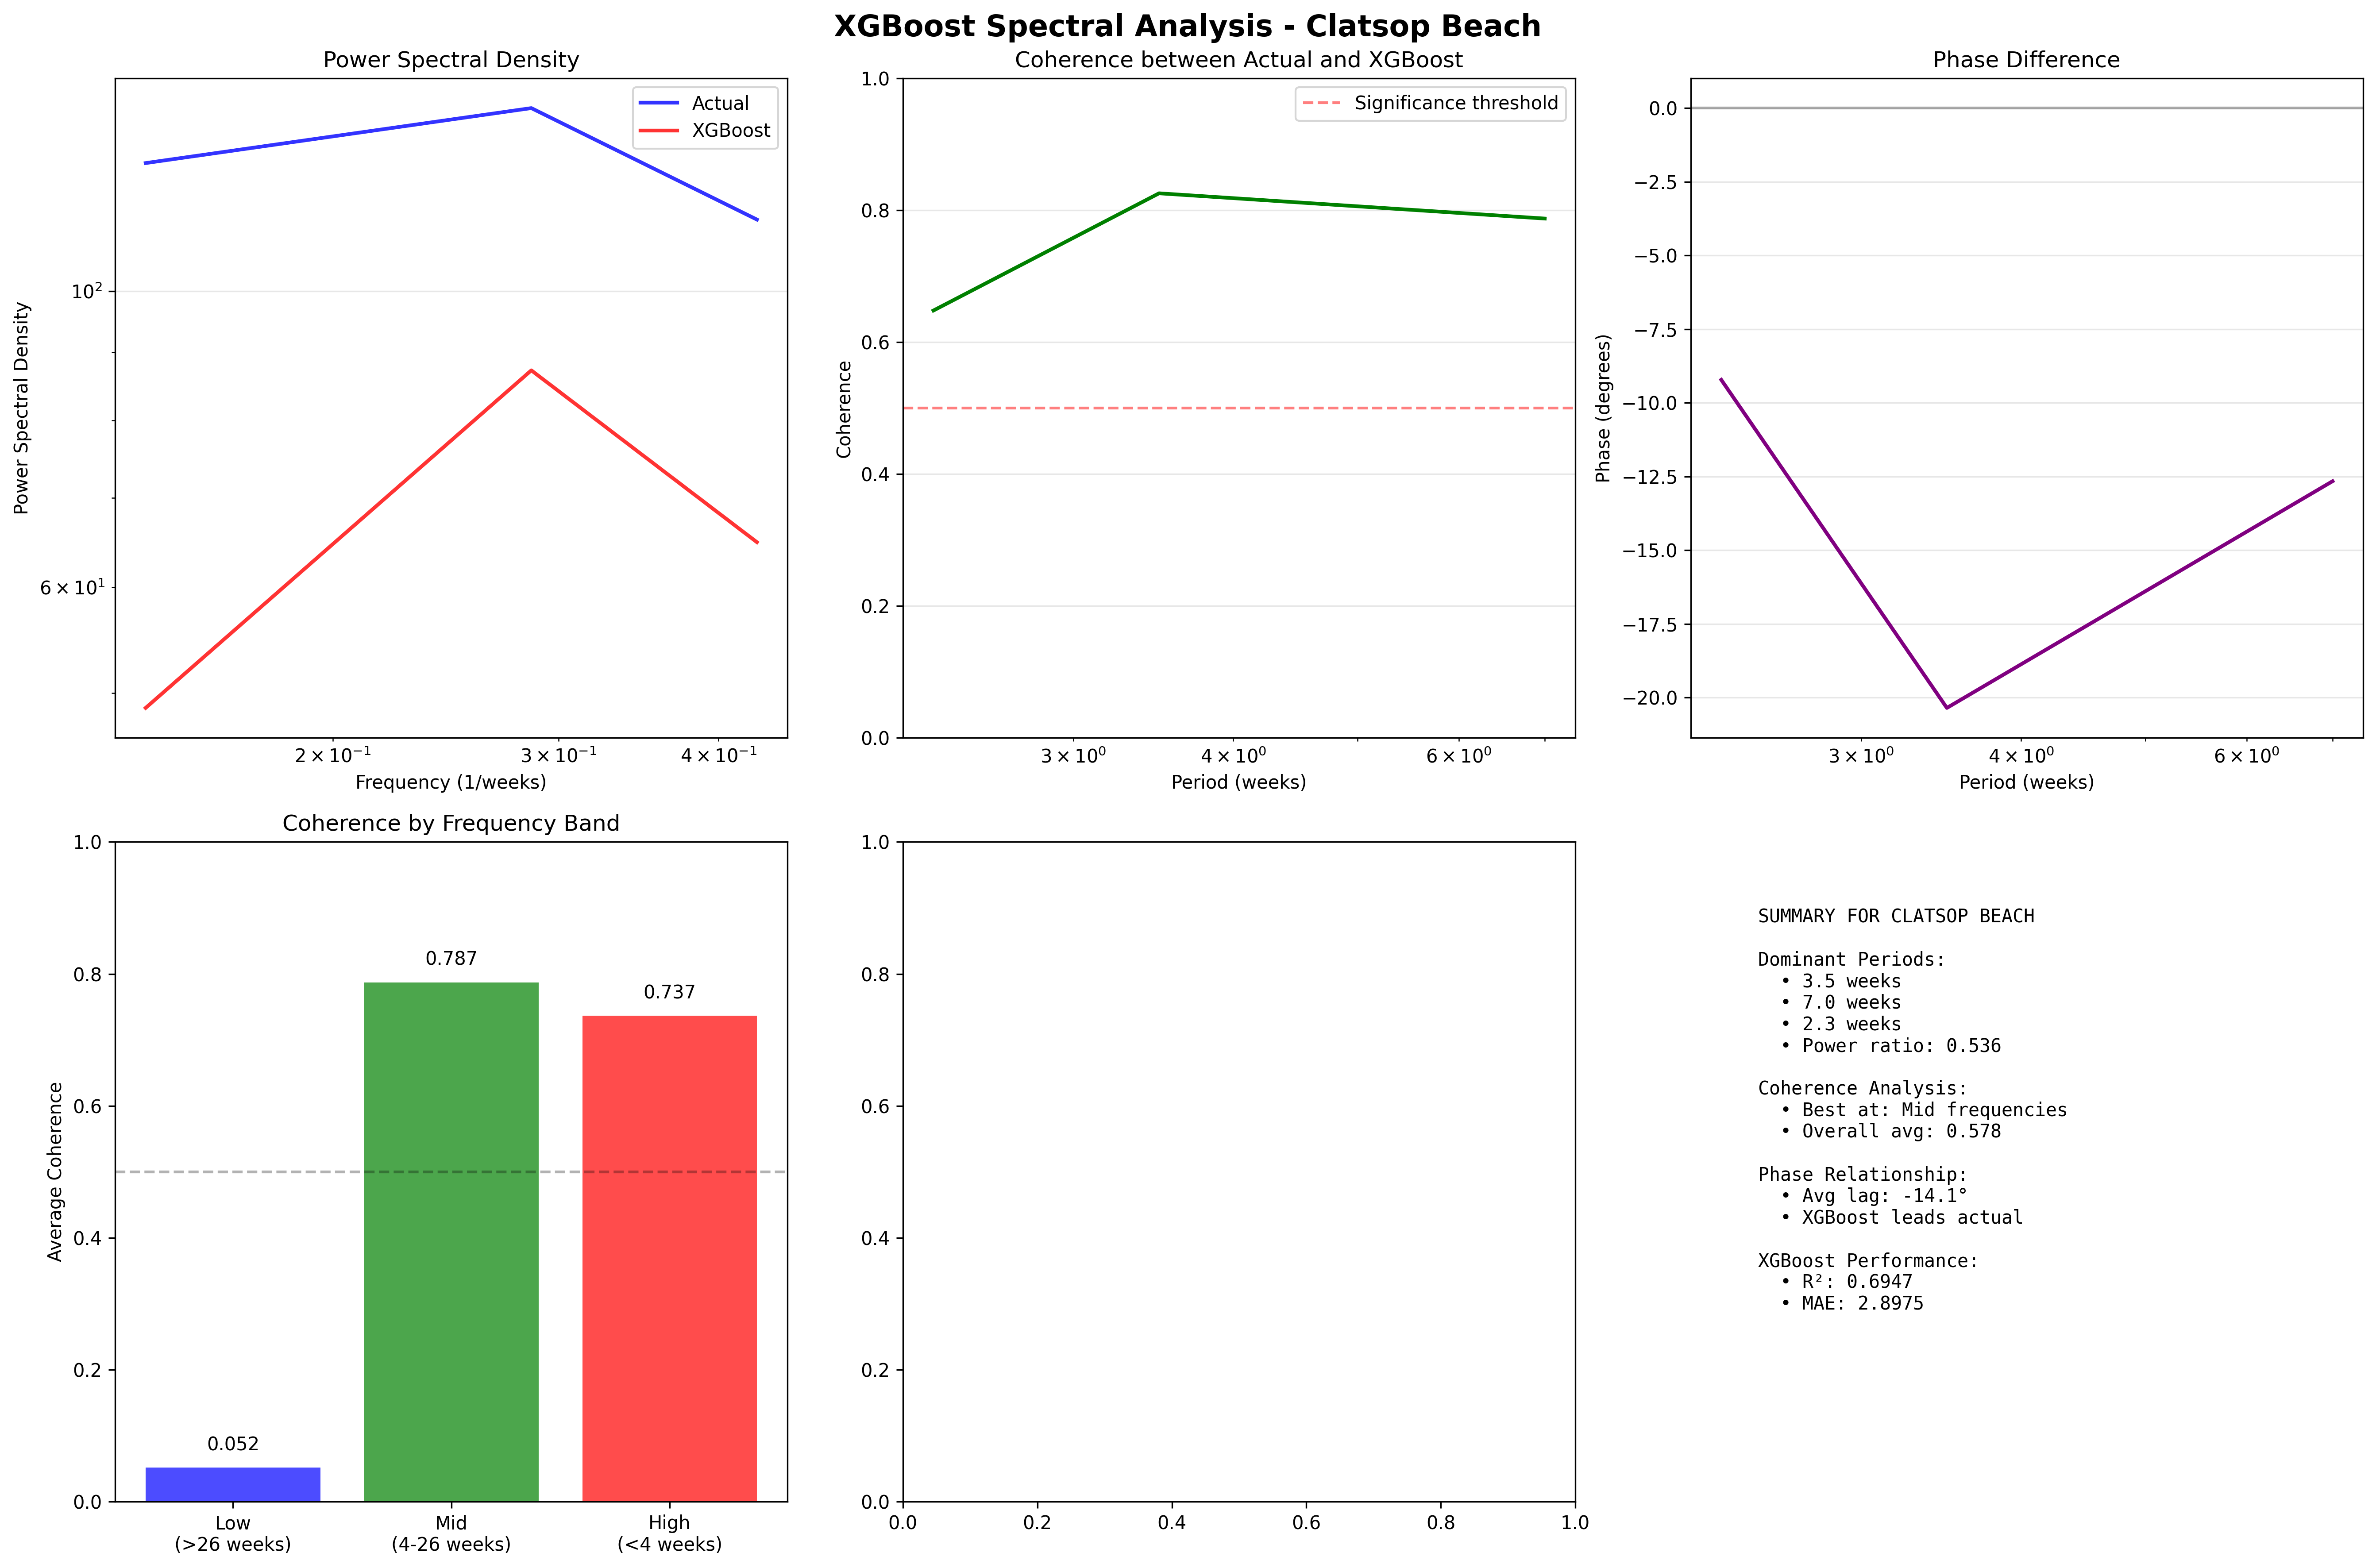 XGBoost Spectral Analysis - Clatsop Beach
Power Spectral Density
Actual
XGBoost
10²
6 × 10¹
Power Spectral Density
2 × 10⁻¹
3 × 10⁻¹
4 × 10⁻¹
Frequency (1/weeks)
Coherence between Actual and XGBoost
Significance threshold
1.0
0.8
0.6
0.4
0.2
0.0
Coherence
3 × 10⁰
4 × 10⁰
6 × 10⁰
Period (weeks)
Phase Difference
0.0
−2.5
−5.0
−7.5
−10.0
−12.5
−15.0
−17.5
−20.0
Phase (degrees)
3 × 10⁰
4 × 10⁰
6 × 10⁰
Period (weeks)
Coherence by Frequency Band
1.0
0.8
0.6
0.4
0.2
0.0
Average Coherence
0.052
0.787
0.737
Low
(>26 weeks)
Mid
(4-26 weeks)
High
(<4 weeks)
1.0
0.8
0.6
0.4
0.2
0.0
0.0
0.2
0.4
0.6
0.8
1.0
SUMMARY FOR CLATSOP BEACH
Dominant Periods:
• 3.5 weeks
• 7.0 weeks
• 2.3 weeks
• Power ratio: 0.536
Coherence Analysis:
• Best at: Mid frequencies
• Overall avg: 0.578
Phase Relationship:
• Avg lag: -14.1°
• XGBoost leads actual
XGBoost Performance:
• R²: 0.6947
• MAE: 2.8975